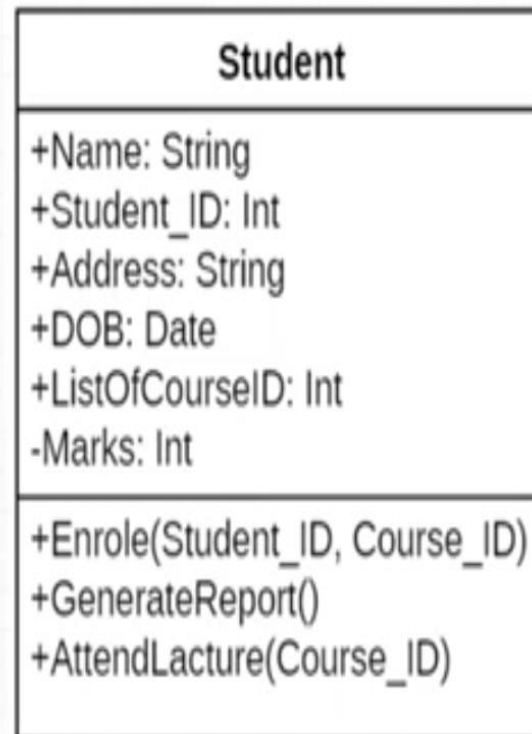 Student
+Name: String
+Student_ID: Int
+Address: String
+DOB: Date
+ListOfCourseID: Int
-Marks: Int
+Enrole(Student_ID, Course_ID)
+GenerateReport()
+AttendLacture(Course_ID)